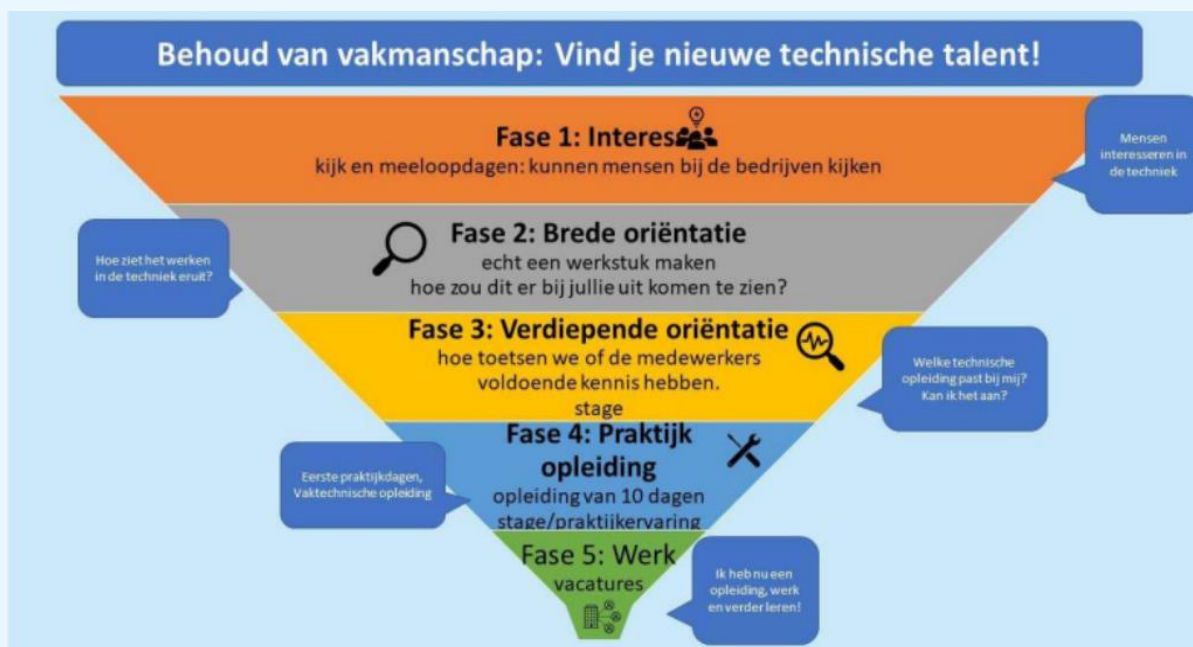 Behoud van vakmanschap: Vind je nieuwe technische talent!
Fase 1: Interes
kijk en meeloopdagen: kunnen mensen bij de bedrijven kijken
Mensen
interesseren in
de techniek
Fase 2: Brede oriëntatie
echt een werkstuk maken
hoe zou dit er bij jullie uit komen te zien?
Hoe ziet het werken
in de techniek eruit?
Fase 3: Verdiepende oriëntatie
hoe toetsen we of de medewerkers
voldoende kennis hebben.
stage
Welke technische
opleiding past bij mij?
Kan ik het aan?
Fase 4: Praktijk
opleiding
opleiding van 10 dagen
stage/praktijkervaring
Eerste praktijkdagen,
Vaktechnische opleiding
Fase 5: Werk
vacatures
Ik heb nu een
opleiding, werk
en verder leren!